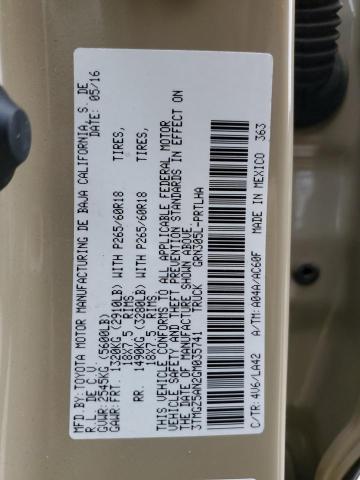 MFD.BY:TOYOTA MOTOR MANUFACTURING DE BAJA CALIFORNIA, S. DE
R.L. DE C.V. DATE: 05/16
GVWR: 2545KG (5600LB)
GAWR:FRT. 1320KG (2910LB) WITH P265/60R18 TIRES,
18X7.5 RIMS
RR. 1490KG (3280LB) WITH P265/60R18 TIRES,
18X7.5 RIMS
THIS VEHICLE CONFORMS TO ALL APPLICABLE FEDERAL MOTOR
VEHICLE SAFETY AND THEFT PREVENTION STANDARDS IN EFFECT ON
THE DATE OF MANUFACTURE SHOWN ABOVE.
3TMGZ5AN2GM035741 TRUCK GRN305L-PRTLHA
C/TR: 4V6/LA42 A/TM: A04A/AC60F MADE IN MEXICO 363